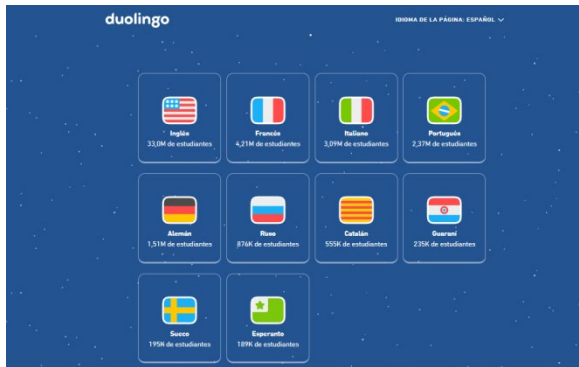 duolingo
IDIOMA DE LA PÁGINA: ESPAÑOL
Inglés
33,0M de estudiantes
Francés
4,21M de estudiantes
Italiano
3,09M de estudiantes
Portugués
2,37M de estudiantes
Alemán
1,51M de estudiantes
Ruso
876K de estudiantes
Catalán
555K de estudiantes
Guaraní
235K de estudiantes
Sueco
195K de estudiantes
Esperanto
189K de estudiantes